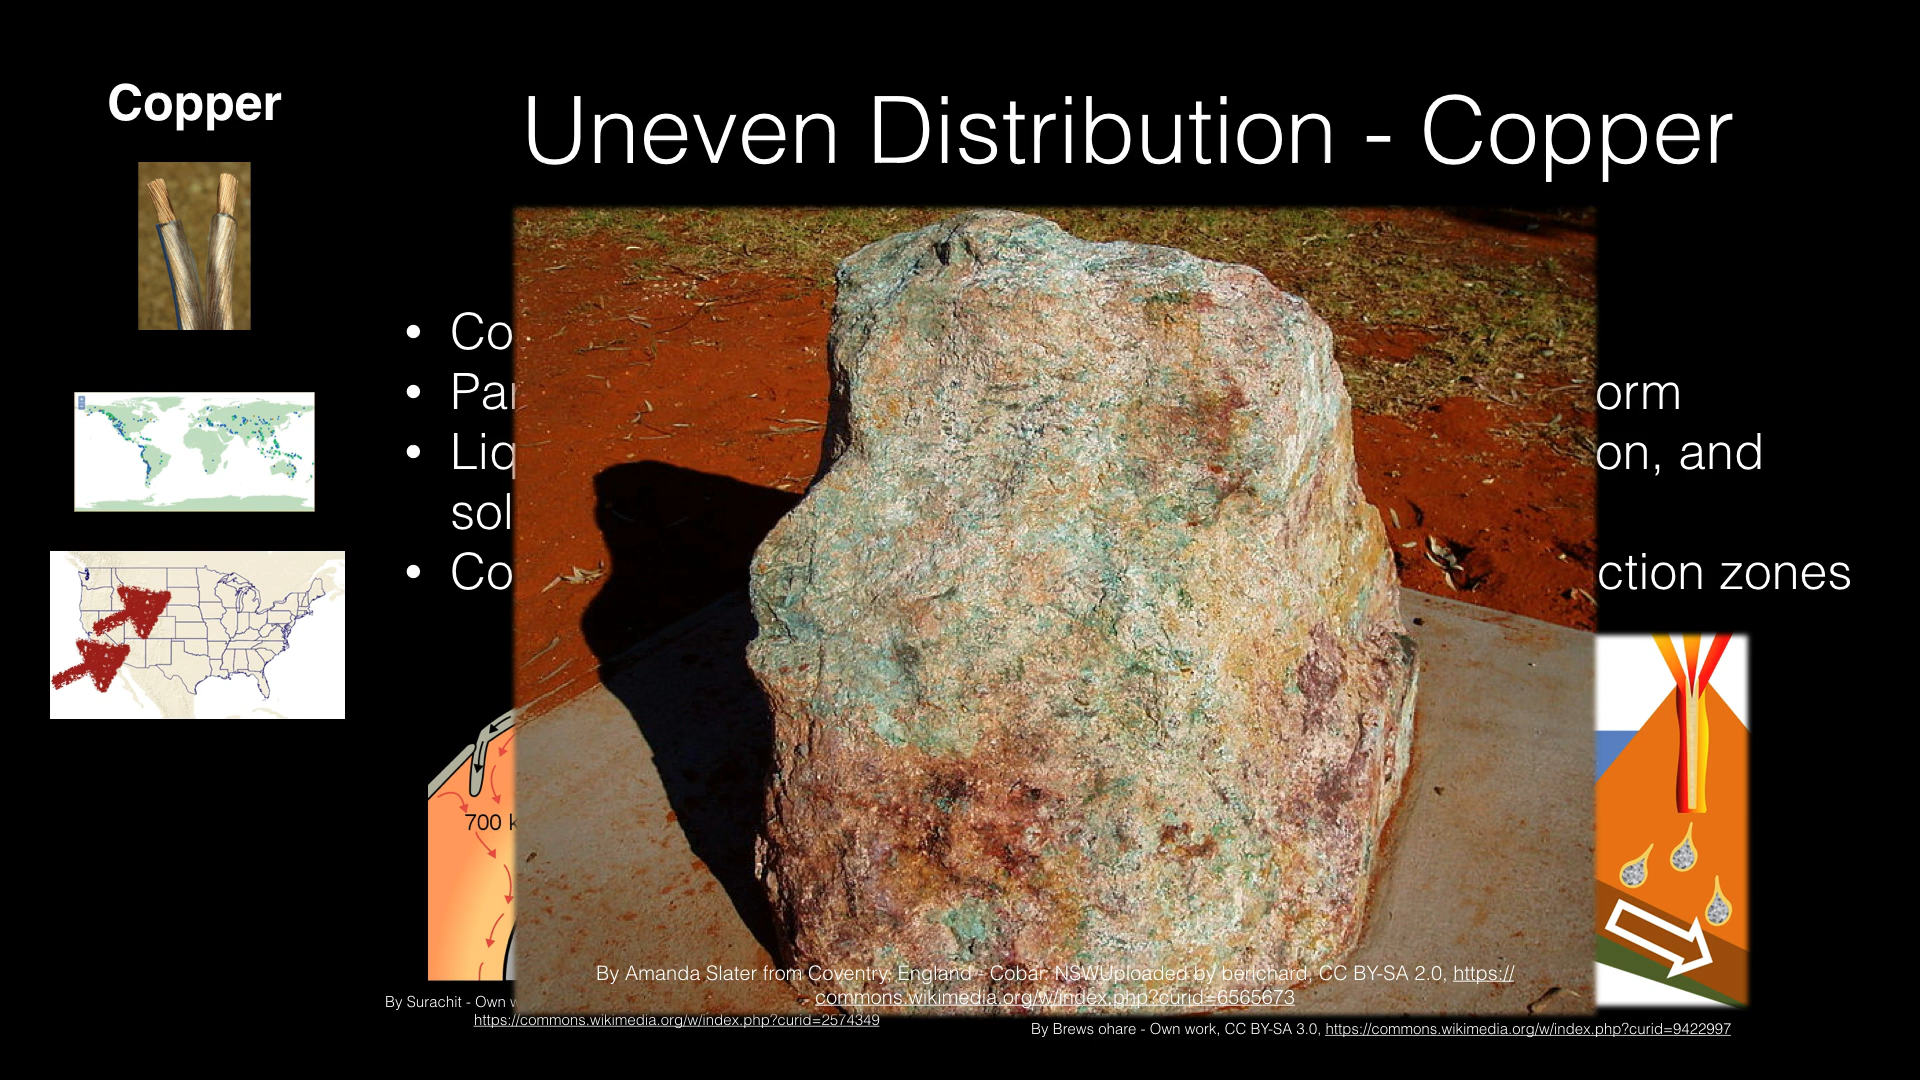 Copper
Uneven Distribution - Copper
• Co
• Par
orm
• Liq
on, and
sol
• Co
ction zones
700 k
By Amanda Slater from Coventry, England - Cobar: NSWUploaded by berichard, CC BY-SA 2.0, https://
commons.wikimedia.org/w/index.php?curid=6565673
By Surachit - Own w
https://commons.wikimedia.org/w/index.php?curid=2574349
By Brews ohare - Own work, CC BY-SA 3.0, https://commons.wikimedia.org/w/index.php?curid=9422997